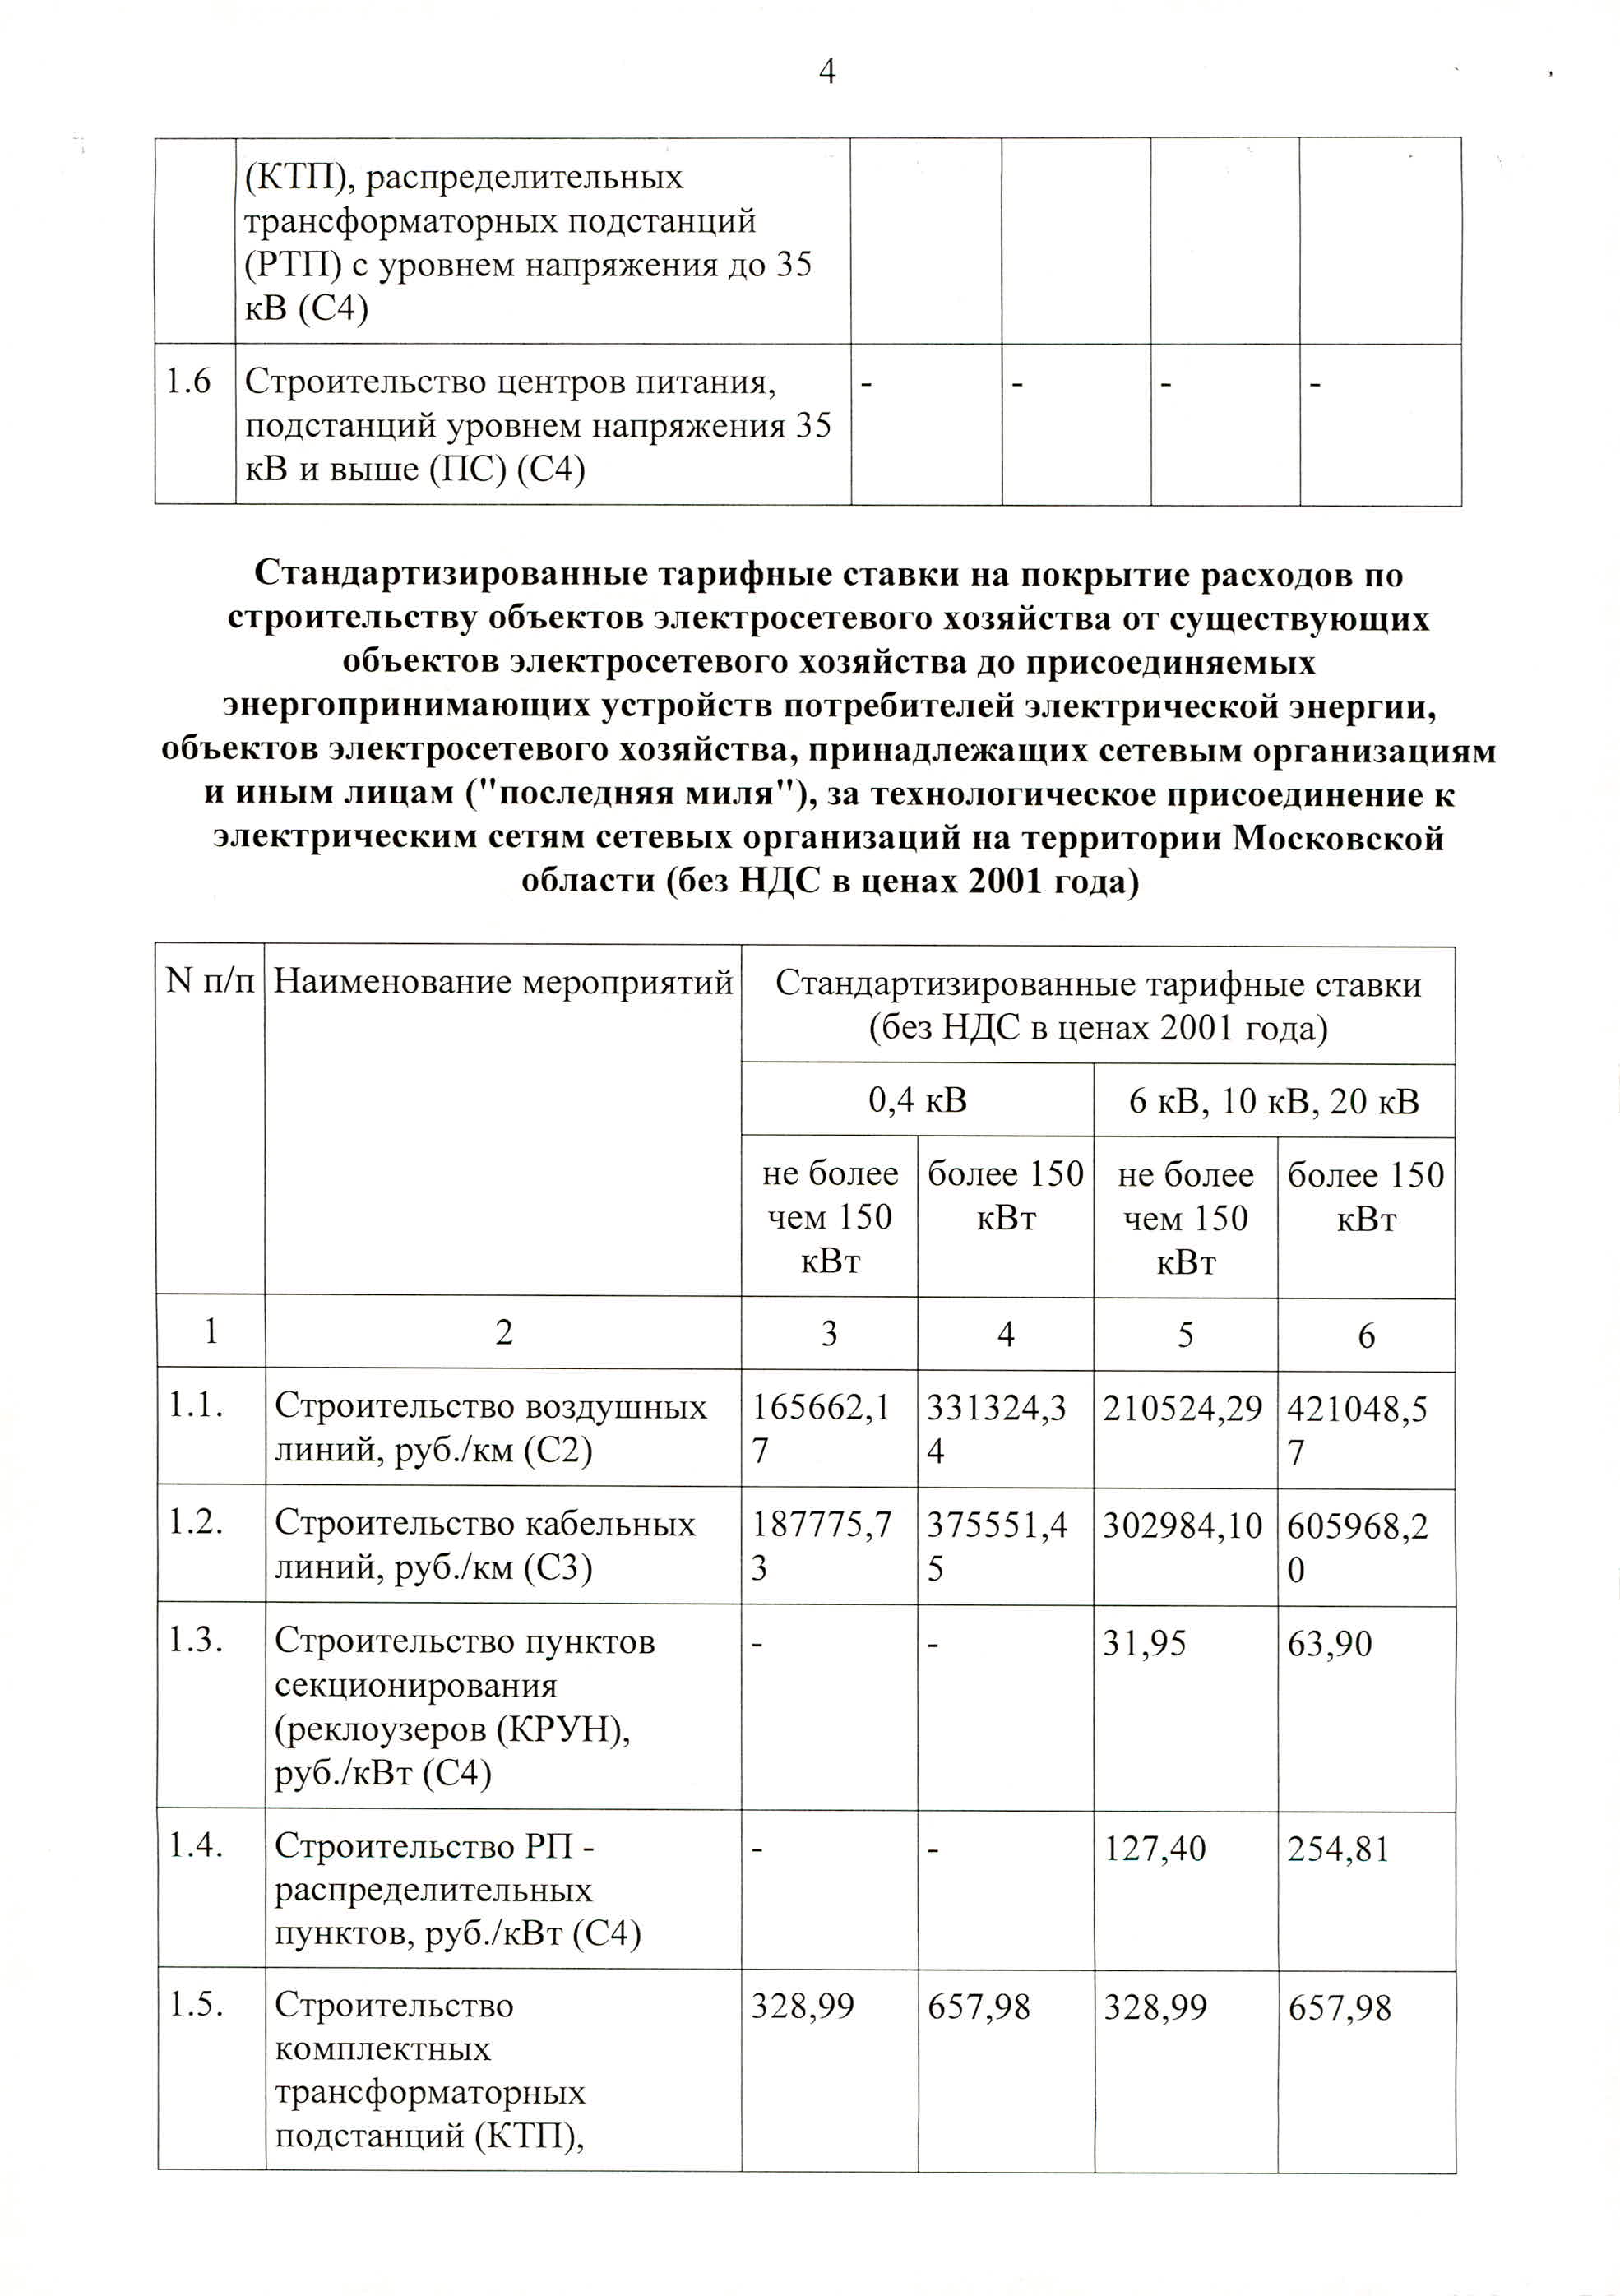 4
(КТП), распределительных
трансформаторных подстанций
(РТП) с уровнем напряжения до 35
кВ (С4)
1.6 Строительство центров питания, - - - -
подстанций уровнем напряжения 35
кВ и выше (ПС) (С4)
Стандартизированные тарифные ставки на покрытие расходов по
строительству объектов электросетевого хозяйства от существующих
объектов электросетевого хозяйства до присоединяемых
энергопринимающих устройств потребителей электрической энергии,
объектов электросетевого хозяйства, принадлежащих сетевым организациям
и иным лицам ("последняя миля"), за технологическое присоединение к
электрическим сетям сетевых организаций на территории Московской
области (без НДС в ценах 2001 года)
N п/п Наименование мероприятий Стандартизированные тарифные ставки
(без НДС в ценах 2001 года)
0,4 кВ 6 кВ, 10 кВ, 20 кВ
не более более 150 не более более 150
чем 150 кВт чем 150 кВт
кВт кВт
1 2 3 4 5 6
1.1. Строительство воздушных 165662,1 331324,3 210524,29 421048,5
линий, руб./км (С2) 7 4 7
1.2. Строительство кабельных 187775,7 375551,4 302984,10 605968,2
линий, руб./км (С3) 3 5 0
1.3. Строительство пунктов - - 31,95 63,90
секционирования
(реклоузеров (КРУН),
руб./кВт (С4)
1.4. Строительство РП - - - 127,40 254,81
распределительных
пунктов, руб./кВт (С4)
1.5. Строительство 328,99 657,98 328,99 657,98
комплектных
трансформаторных
подстанций (КТП),